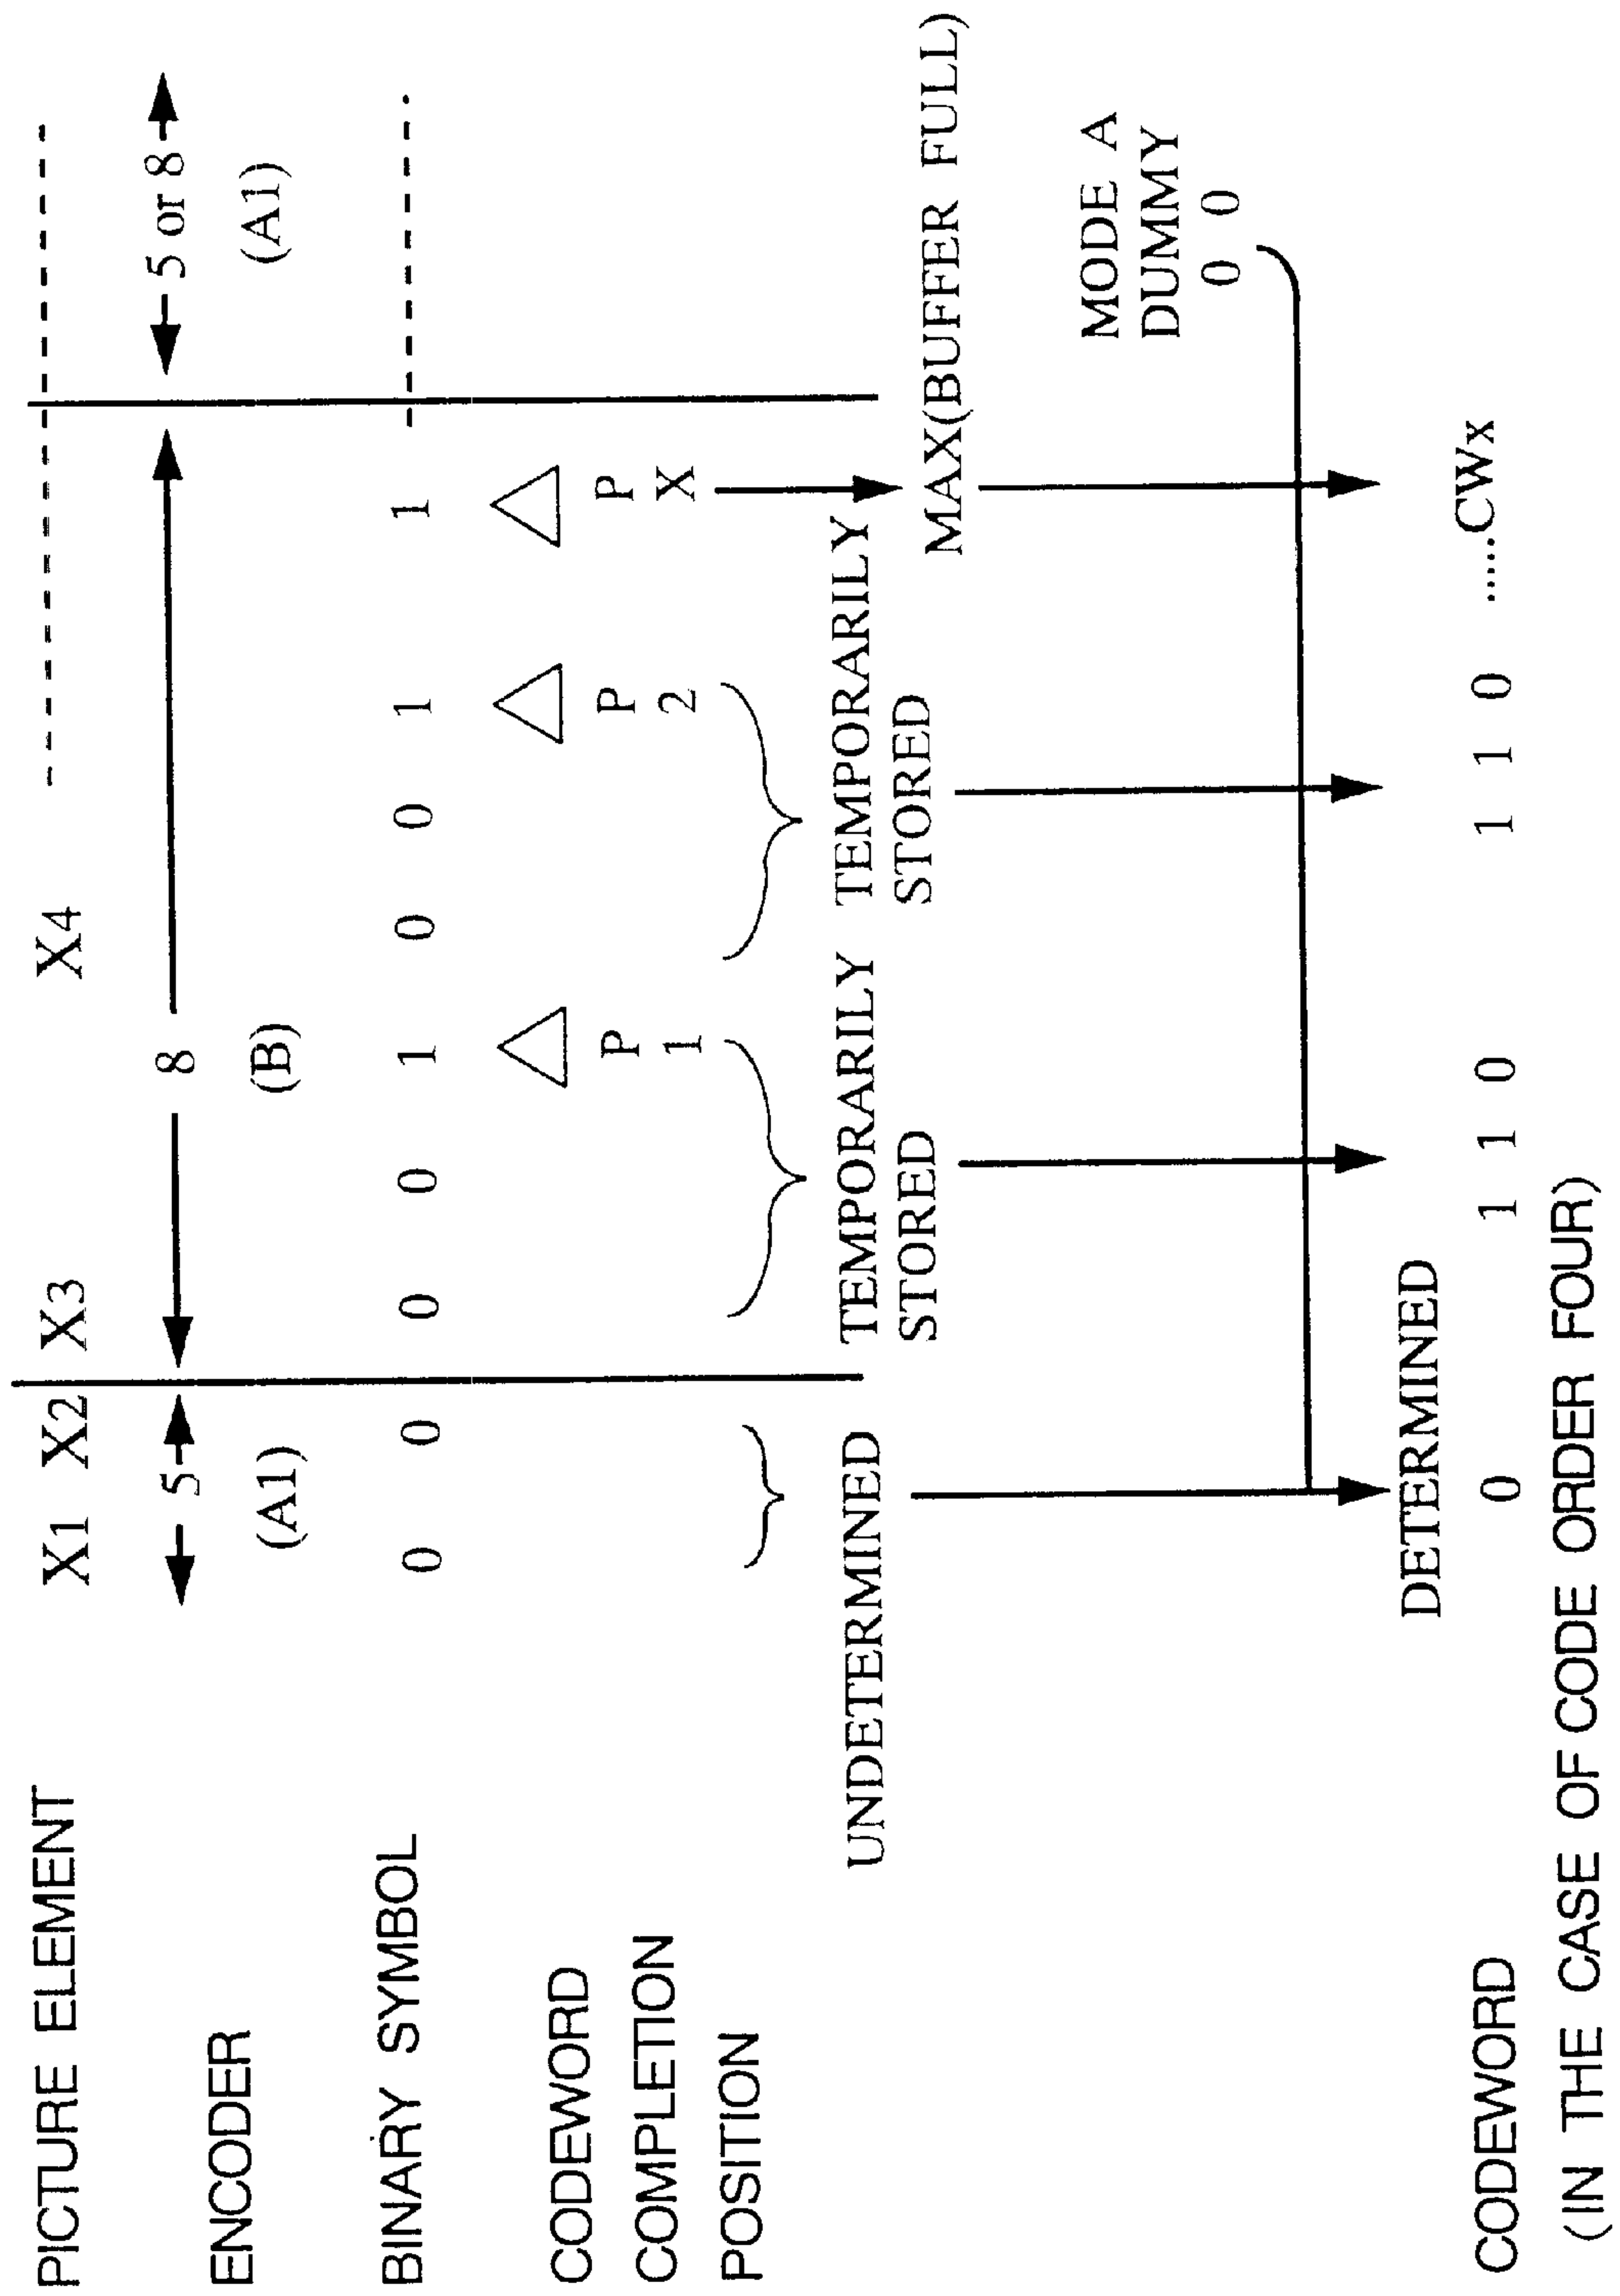 PICTURE ELEMENT X1 X2 X3 X4
ENCODER 5 8 5 or 8
(A1) (B) (A1)
BINARY SYMBOL 0 0 0 0 1 0 0 1 1
CODEWORD
COMPLETION
POSITION
P P P
1 2 X
UNDETERMINED
TEMPORARILY
STORED
TEMPORARILY
STORED
MAX(BUFFER FULL)
MODE A
DUMMY
0 0
DETERMINED
CODEWORD 0 1 1 0 1 1 0 .....CWx
(IN THE CASE OF CODE ORDER FOUR)